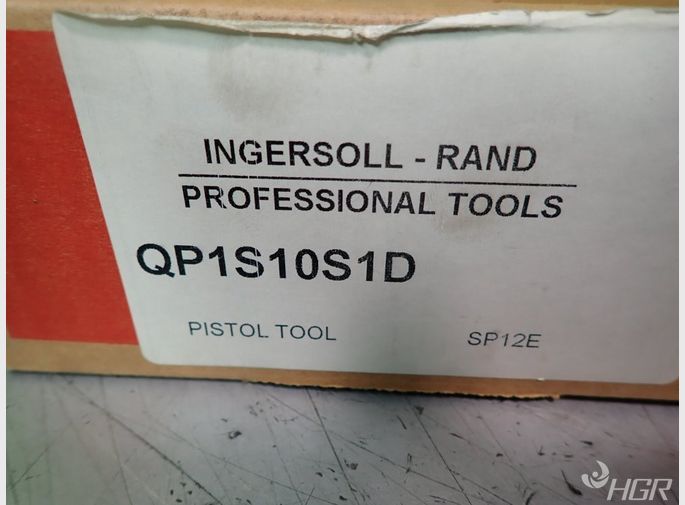 INGERSOLL - RAND
PROFESSIONAL TOOLS
QP1S10S1D
PISTOL TOOL SP12E
HGR